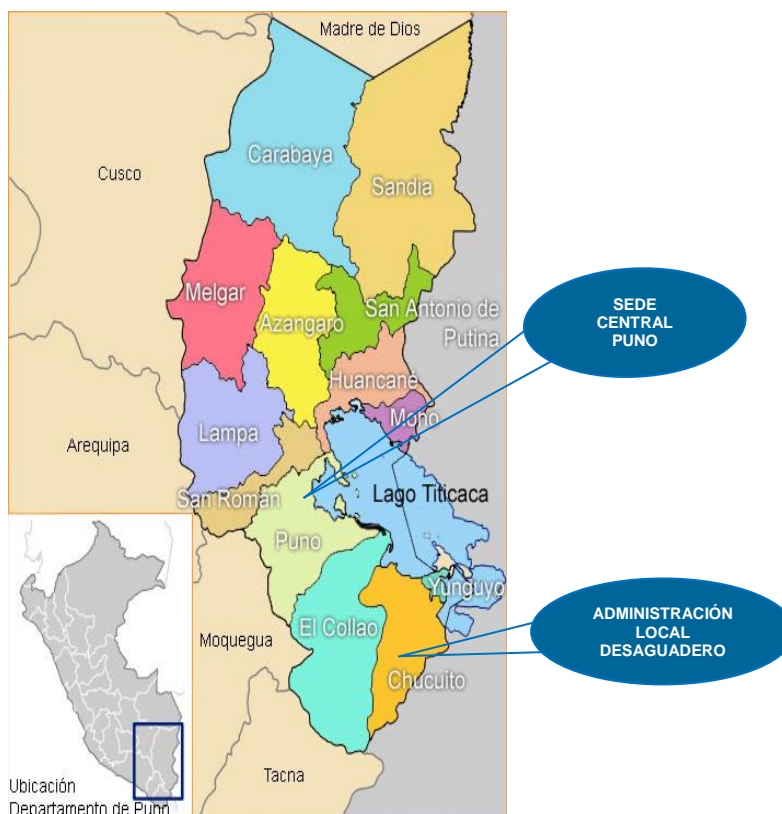 Madre de Dios
Carabaya
Cusco
Sandia
Melgar
San Antonio de
Putina
Azangaro
SEDE
CENTRAL
PUNO
Huancané
Moho
Lampa
Arequipa
Lago Titicaca
San Román
Puno
Yunguyo
ADMINISTRACIÓN
LOCAL
DESAGUADERO
El Collao
Moquegua
Chucuito
Tacna
Ubicación
Departamento de Puno